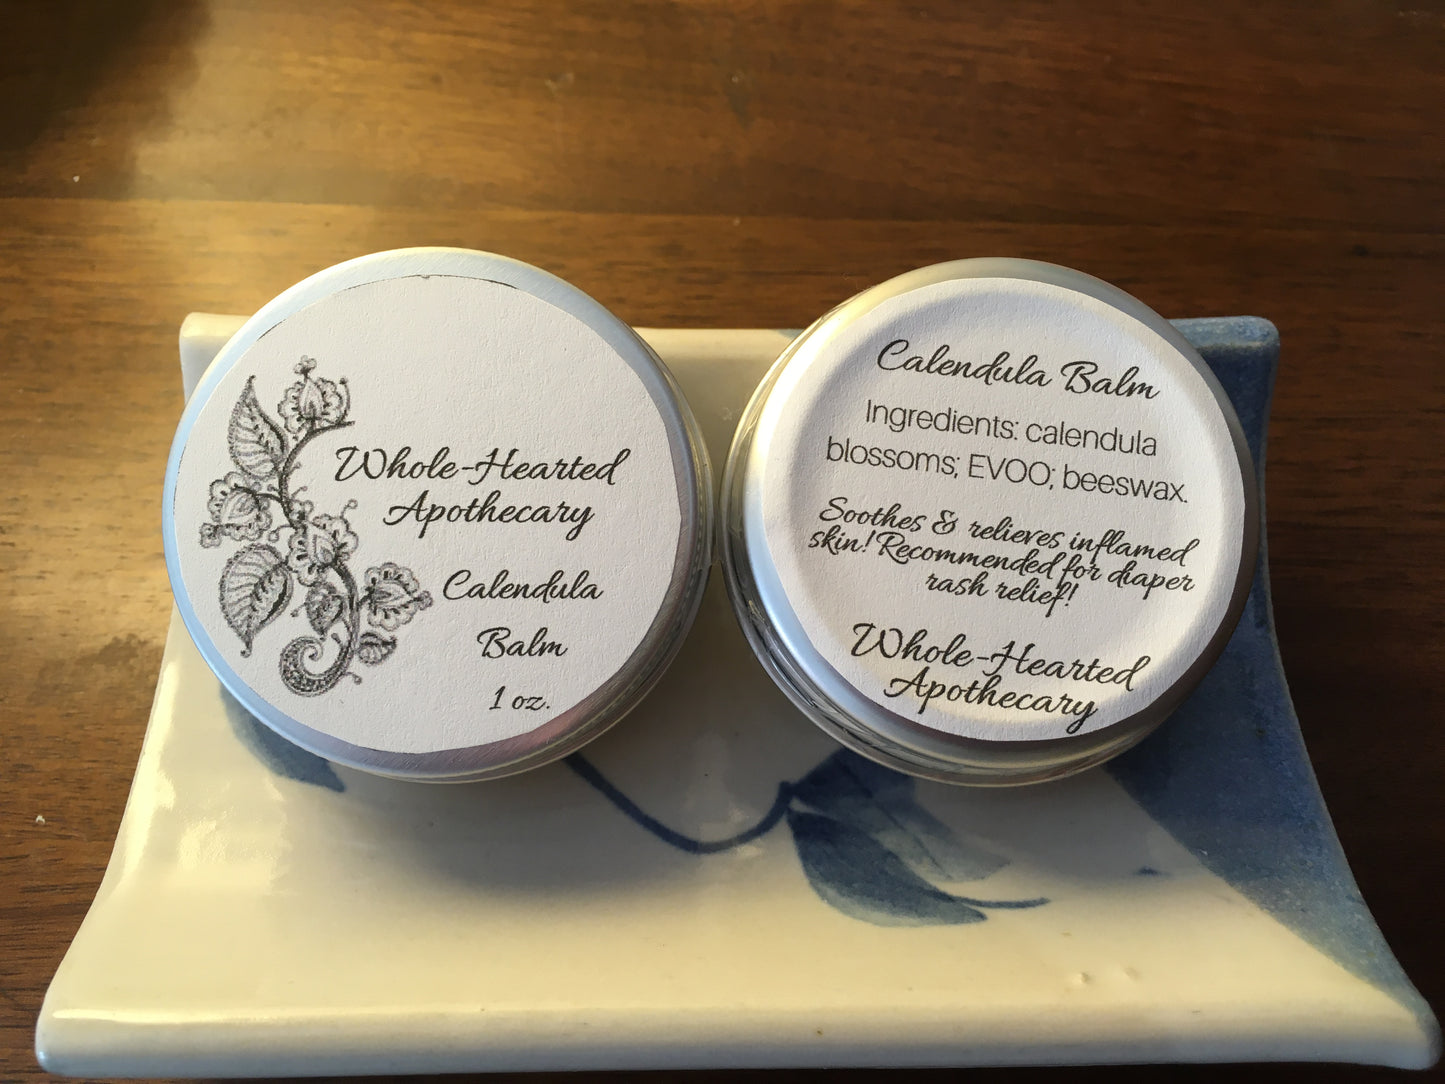 Whole-Hearted
Apothecary
Calendula
Balm
1 oz.
Calendula Balm
Ingredients: calendula
blossoms; EVOO; beeswax.
Soothes & relieves inflamed
skin! Recommended for diaper
rash relief!
Whole-Hearted
Apothecary